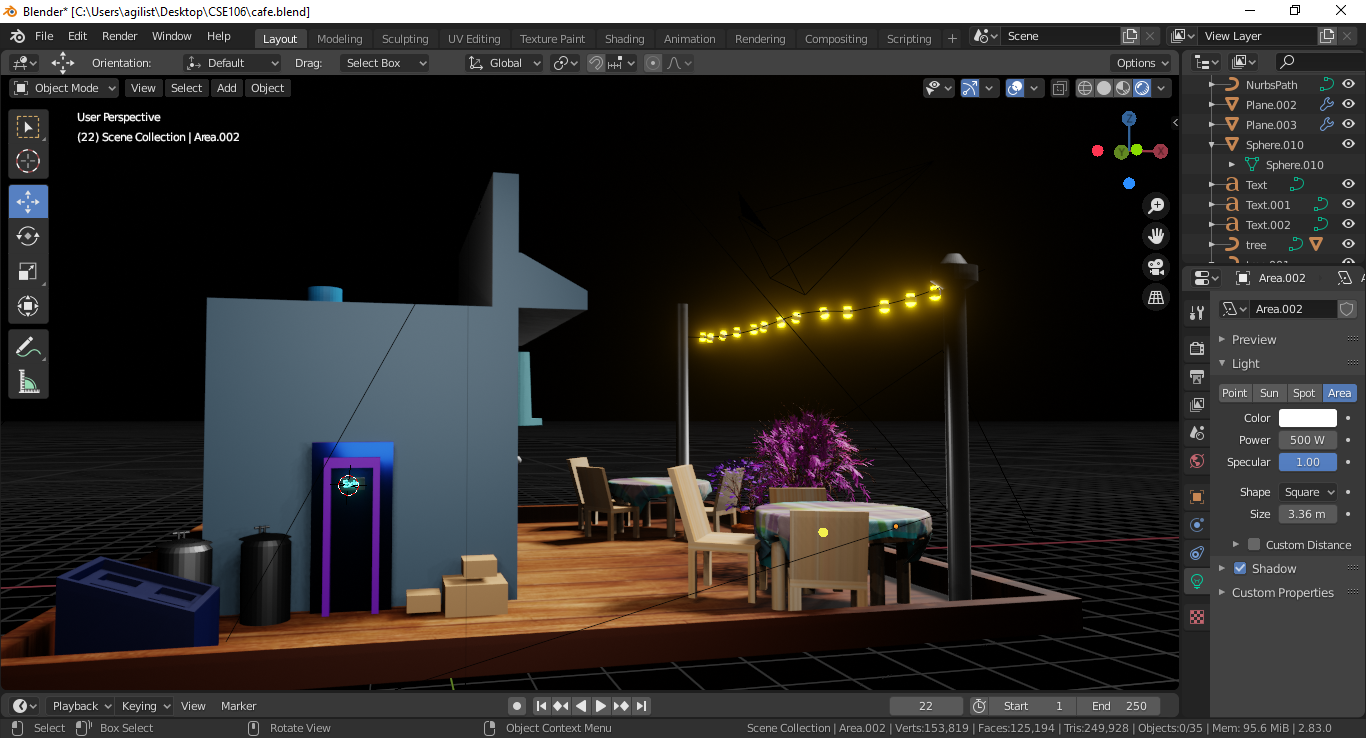 Blender* [C:\Users\agilist\Desktop\CSE106\cafe.blend]
File Edit Render Window Help Layout Modeling Sculpting UV Editing Texture Paint Shading Animation Rendering Compositing Scripting + Scene View Layer
Orientation: Default Drag: Select Box Global Options
Object Mode View Select Add Object
User Perspective
(22) Scene Collection | Area.002
Z
Y
X
NurbsPath
Plane.002
Plane.003
Sphere.010
Sphere.010
Text
Text.001
Text.002
tree
Area.002
Area.002
Preview
Light
Point Sun Spot Area
Color
Power 500 W
Specular 1.00
Shape Square
Size 3.36 m
Custom Distance
Shadow
Custom Properties
Playback Keying View Marker 22 Start 1 End 250
Select Box Select Rotate View Object Context Menu Scene Collection | Area.002 | Verts:153,819 | Faces:125,194 | Tris:249,928 | Objects:0/35 | Mem: 95.6 MiB | 2.83.0